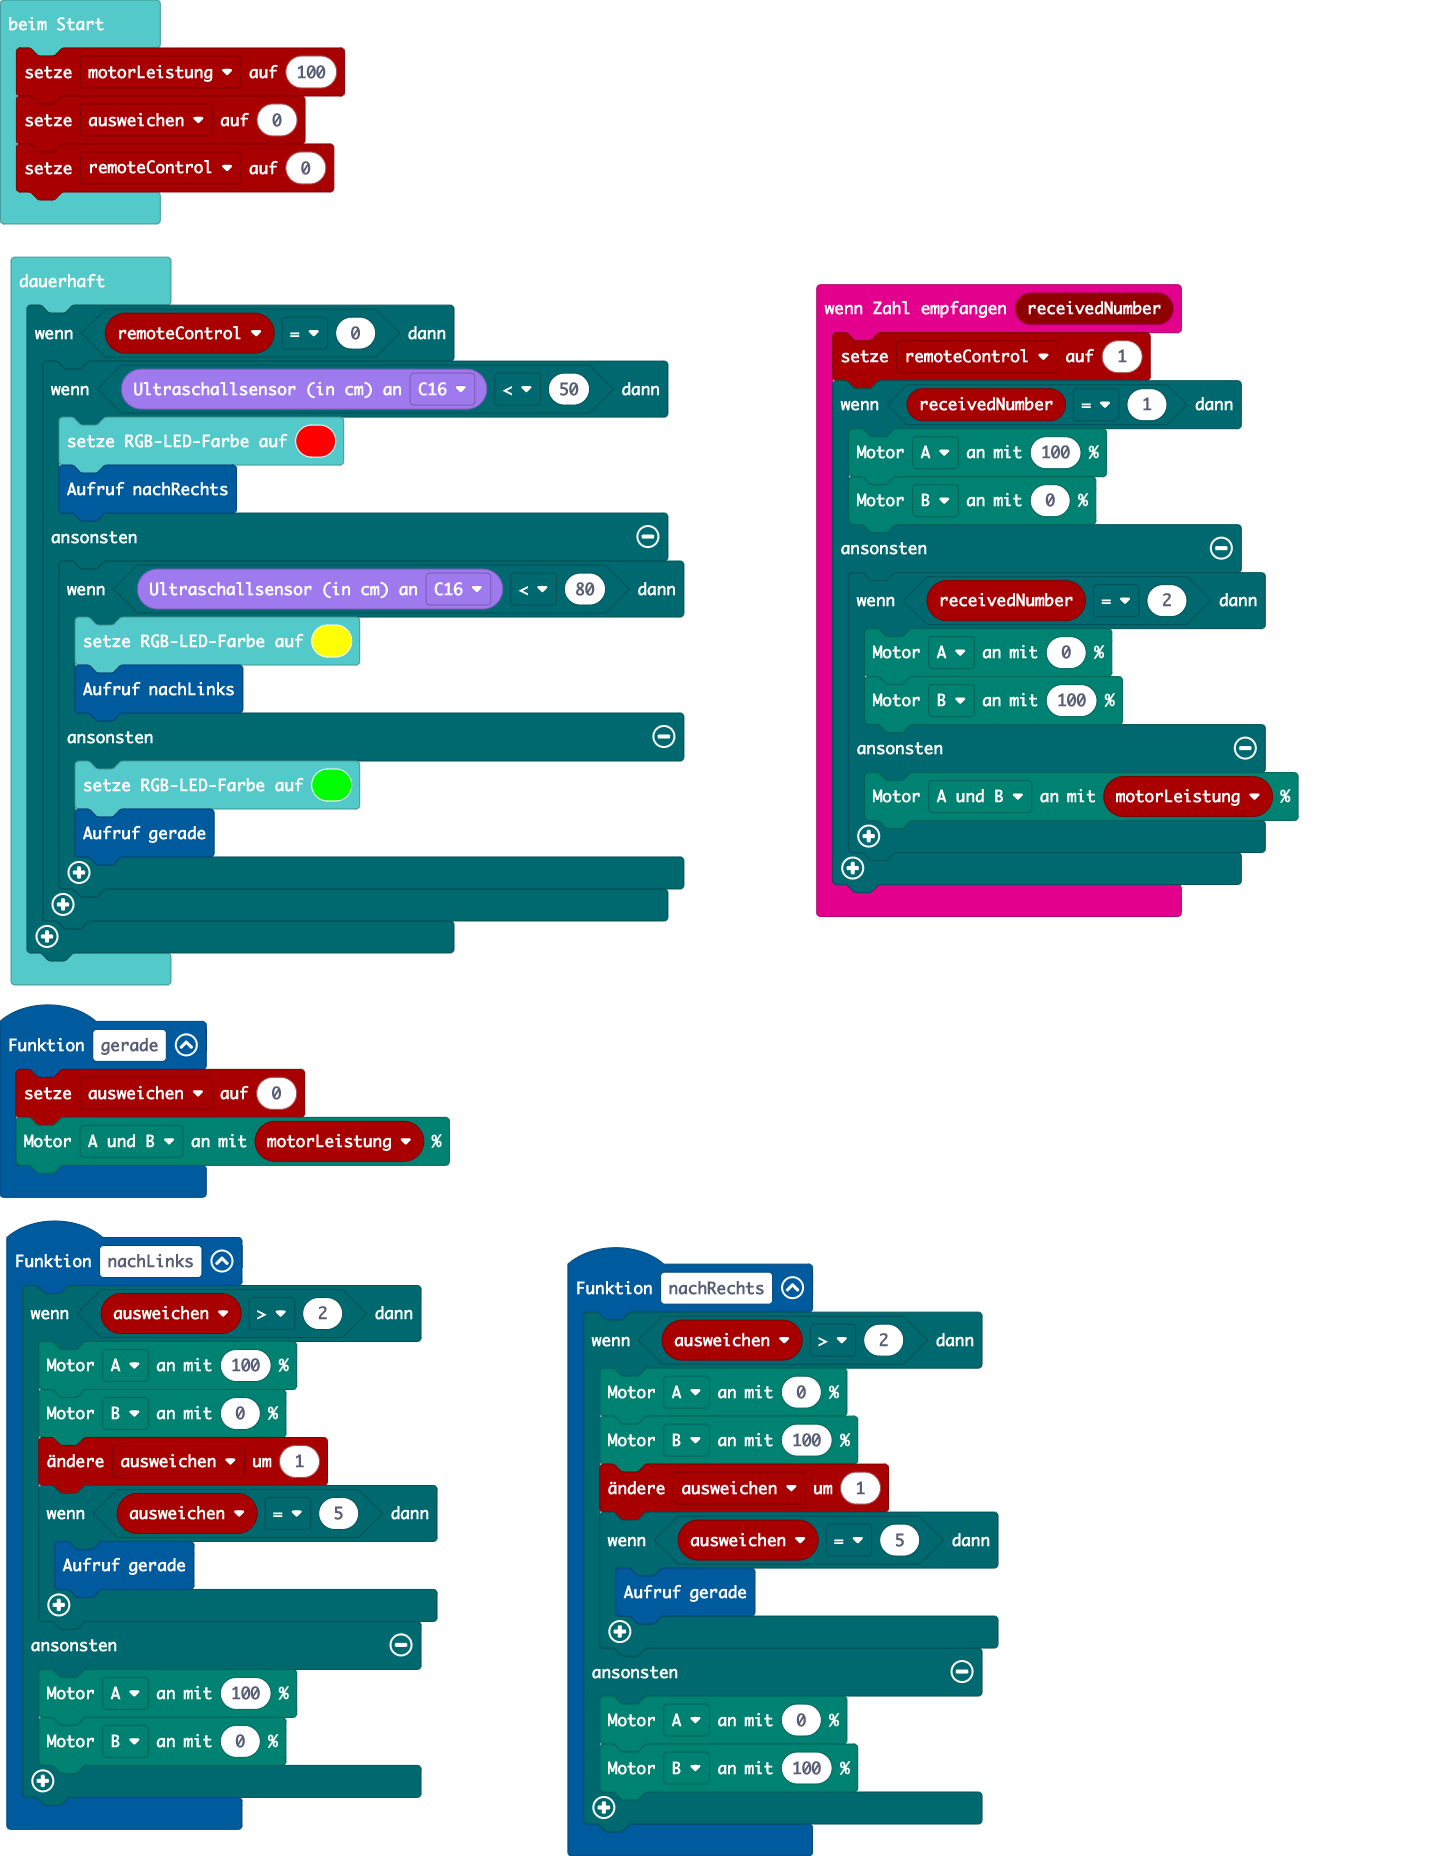 beim Start
setze motorLeistung auf 100
setze ausweichen auf 0
setze remoteControl auf 0
dauerhaft
wenn remoteControl = 0 dann
wenn Ultraschallsensor (in cm) an C16 < 50 dann
setze RGB-LED-Farbe auf
Aufruf nachRechts
ansonsten
wenn Ultraschallsensor (in cm) an C16 < 80 dann
setze RGB-LED-Farbe auf
Aufruf nachLinks
ansonsten
setze RGB-LED-Farbe auf
Aufruf gerade
wenn Zahl empfangen receivedNumber
setze remoteControl auf 1
wenn receivedNumber = 1 dann
Motor A an mit 100 %
Motor B an mit 0 %
ansonsten
wenn receivedNumber = 2 dann
Motor A an mit 0 %
Motor B an mit 100 %
ansonsten
Motor A und B an mit motorLeistung %
Funktion gerade
setze ausweichen auf 0
Motor A und B an mit motorLeistung %
Funktion nachLinks
wenn ausweichen > 2 dann
Motor A an mit 100 %
Motor B an mit 0 %
ändere ausweichen um 1
wenn ausweichen = 5 dann
Aufruf gerade
ansonsten
Motor A an mit 100 %
Motor B an mit 0 %
Funktion nachRechts
wenn ausweichen > 2 dann
Motor A an mit 0 %
Motor B an mit 100 %
ändere ausweichen um 1
wenn ausweichen = 5 dann
Aufruf gerade
ansonsten
Motor A an mit 0 %
Motor B an mit 100 %